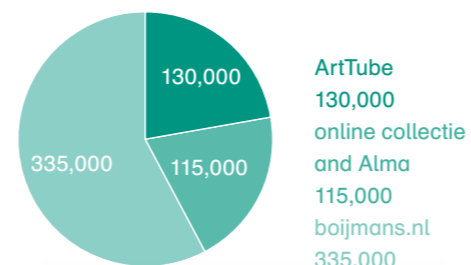 130,000
335,000
115,000
ArtTube
130,000
online collectie
and Alma
115,000
boijmans.nl
335,000